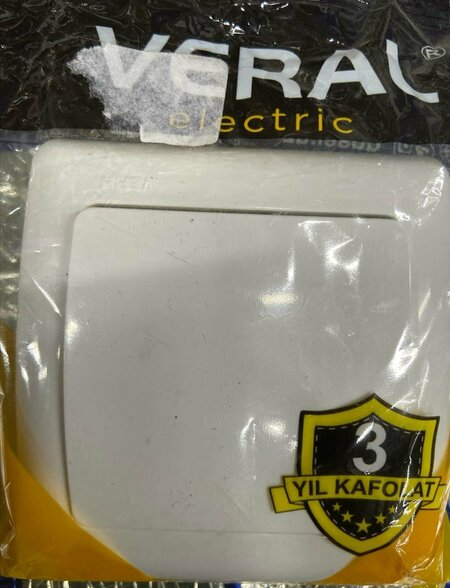 VERAL ®
electric
3
YIL KAFOLAT